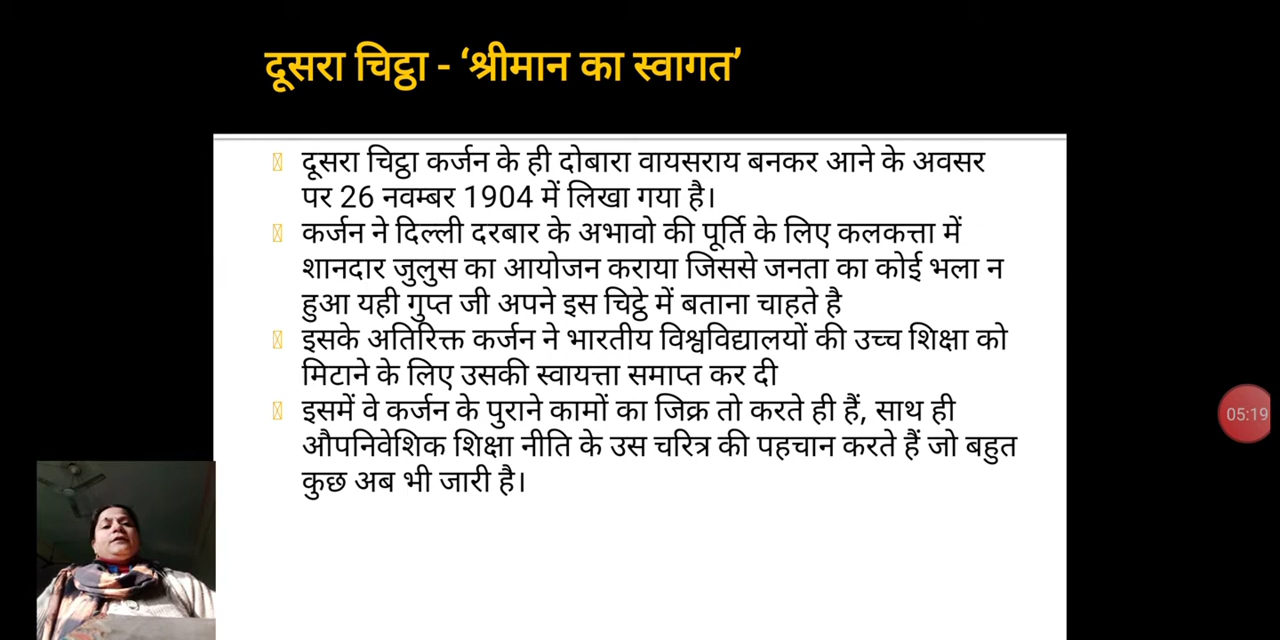 दूसरा चिट्ठा - ‘श्रीमान का स्वागत’
दूसरा चिट्ठा कर्जन के ही दोबारा वायसराय बनकर आने के अवसर
पर 26 नवम्बर 1904 में लिखा गया है।
कर्जन ने दिल्ली दरबार के अभावो की पूर्ति के लिए कलकत्ता में
शानदार जुलुस का आयोजन कराया जिससे जनता का कोई भला न
हुआ यही गुप्त जी अपने इस चिट्ठे में बताना चाहते है
इसके अतिरिक्त कर्जन ने भारतीय विश्वविद्यालयों की उच्च शिक्षा को
मिटाने के लिए उसकी स्वायत्ता समाप्त कर दी
इसमें वे कर्जन के पुराने कामों का जिक्र तो करते ही हैं, साथ ही
औपनिवेशिक शिक्षा नीति के उस चरित्र की पहचान करते हैं जो बहुत
कुछ अब भी जारी है।
05:19